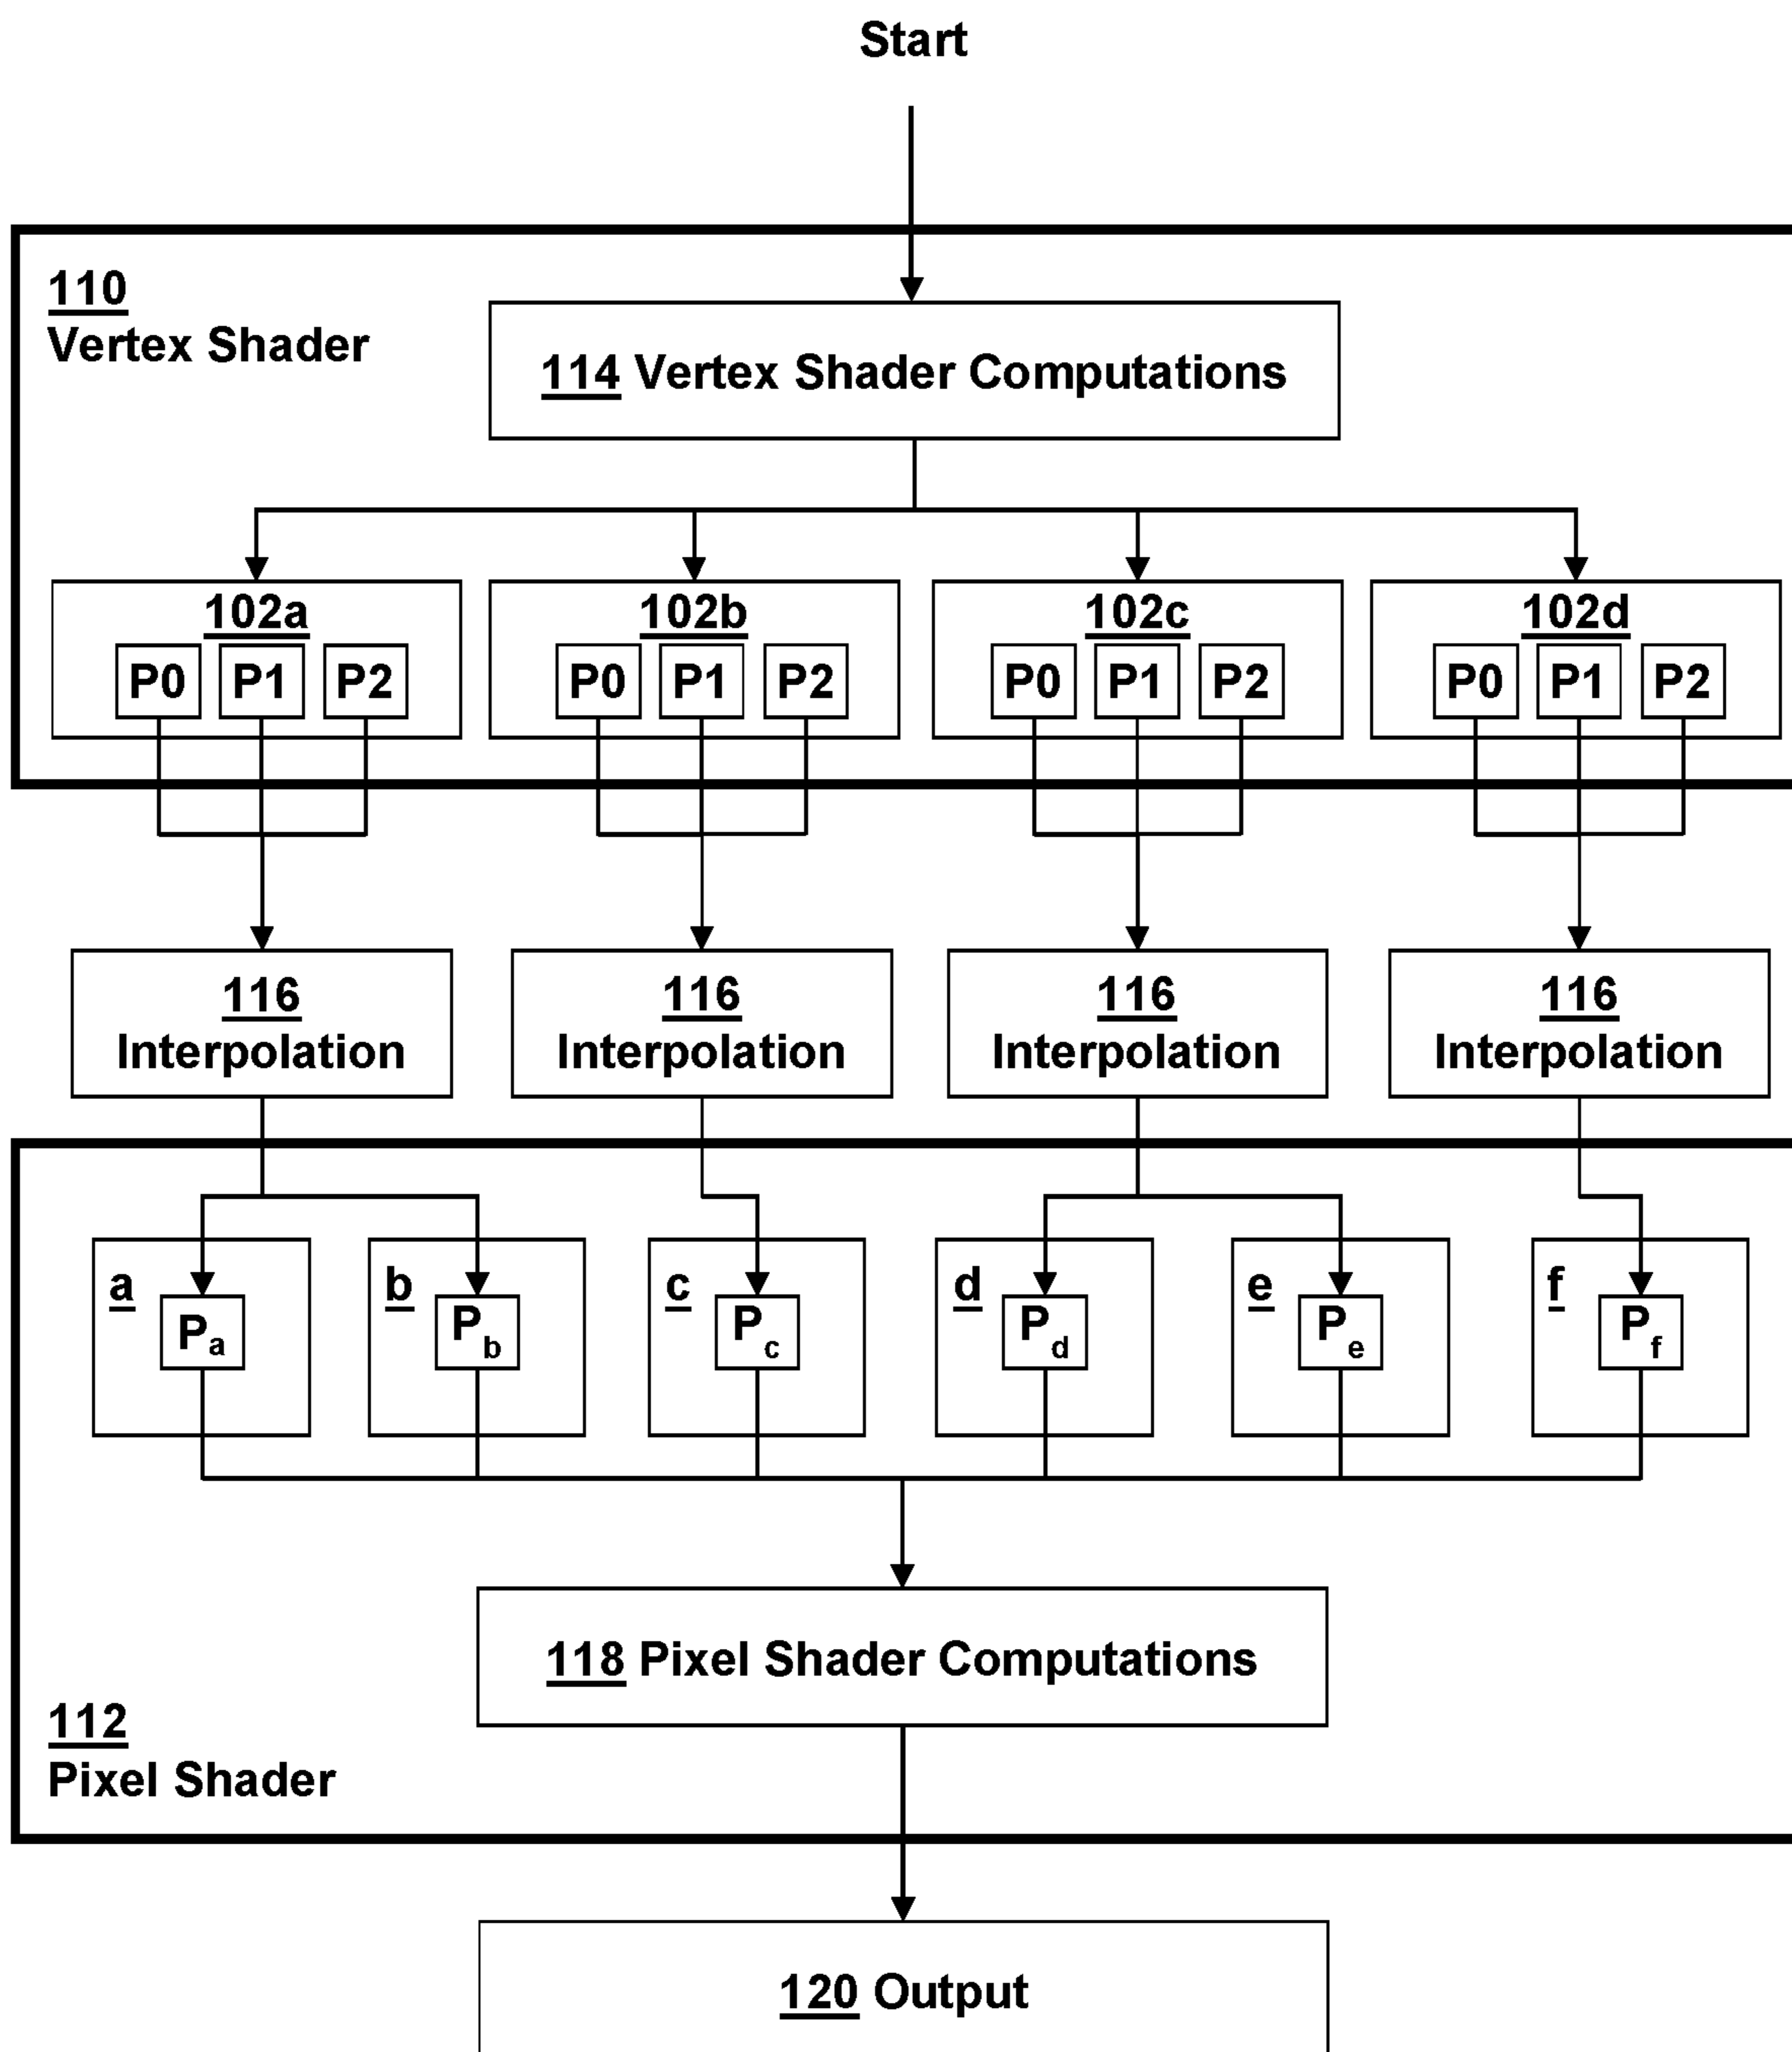 Start
110
Vertex Shader
114 Vertex Shader Computations
102a
P0 P1 P2
102b
P0 P1 P2
102c
P0 P1 P2
102d
P0 P1 P2
116
Interpolation
116
Interpolation
116
Interpolation
116
Interpolation
a
Pa
b
Pb
c
Pc
d
Pd
e
Pe
f
Pf
118 Pixel Shader Computations
112
Pixel Shader
120 Output